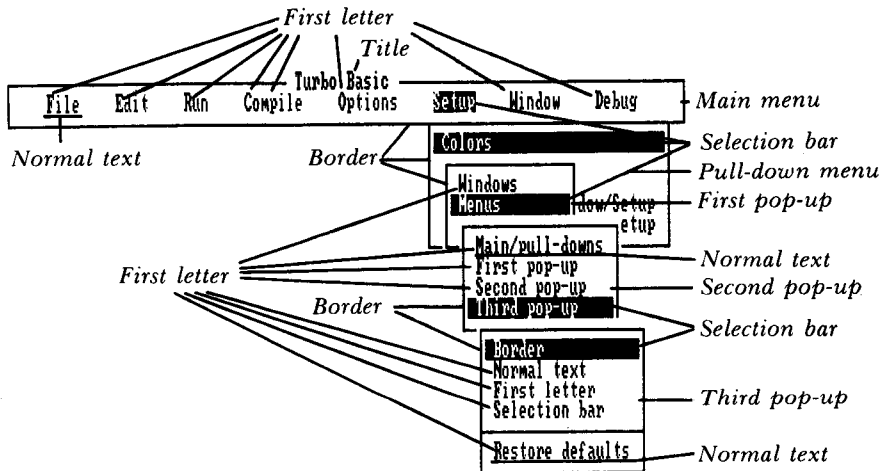 First letter
Title
Turbo Basic
File Edit Run Compile Options Setup Window Debug
Main menu
Normal text
Border
Colors
Selection bar
Pull-down menu
Windows
Menus
dow/Setup
etup
First pop-up
First letter
Main/pull-downs
First pop-up
Second pop-up
Third pop-up
Normal text
Second pop-up
Border
Selection bar
Border
Normal text
First letter
Selection bar
Third pop-up
Restore defaults
Normal text